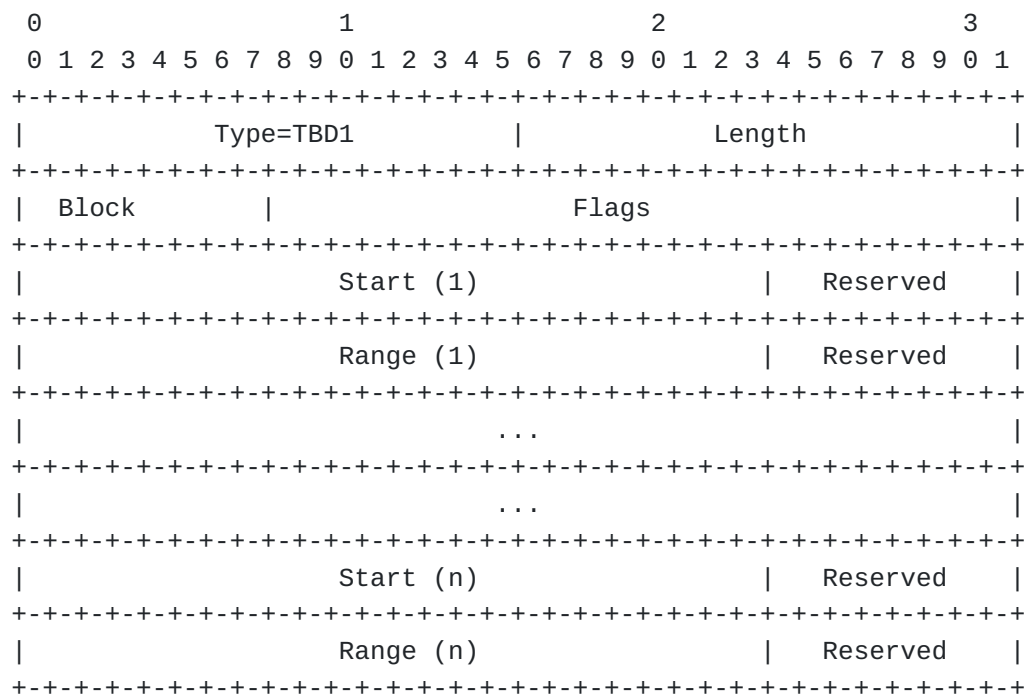 0                   1                   2                   3
 0 1 2 3 4 5 6 7 8 9 0 1 2 3 4 5 6 7 8 9 0 1 2 3 4 5 6 7 8 9 0 1
+-+-+-+-+-+-+-+-+-+-+-+-+-+-+-+-+-+-+-+-+-+-+-+-+-+-+-+-+-+-+-+-+
|            Type=TBD1          |            Length             |
+-+-+-+-+-+-+-+-+-+-+-+-+-+-+-+-+-+-+-+-+-+-+-+-+-+-+-+-+-+-+-+-+
|  Block        |                   Flags                       |
+-+-+-+-+-+-+-+-+-+-+-+-+-+-+-+-+-+-+-+-+-+-+-+-+-+-+-+-+-+-+-+-+
|                    Start (1)                  |   Reserved    |
+-+-+-+-+-+-+-+-+-+-+-+-+-+-+-+-+-+-+-+-+-+-+-+-+-+-+-+-+-+-+-+-+
|                    Range (1)                  |   Reserved    |
+-+-+-+-+-+-+-+-+-+-+-+-+-+-+-+-+-+-+-+-+-+-+-+-+-+-+-+-+-+-+-+-+
|                              ...                              |
+-+-+-+-+-+-+-+-+-+-+-+-+-+-+-+-+-+-+-+-+-+-+-+-+-+-+-+-+-+-+-+-+
|                              ...                              |
+-+-+-+-+-+-+-+-+-+-+-+-+-+-+-+-+-+-+-+-+-+-+-+-+-+-+-+-+-+-+-+-+
|                    Start (n)                  |   Reserved    |
+-+-+-+-+-+-+-+-+-+-+-+-+-+-+-+-+-+-+-+-+-+-+-+-+-+-+-+-+-+-+-+-+
|                    Range (n)                  |   Reserved    |
+-+-+-+-+-+-+-+-+-+-+-+-+-+-+-+-+-+-+-+-+-+-+-+-+-+-+-+-+-+-+-+-+